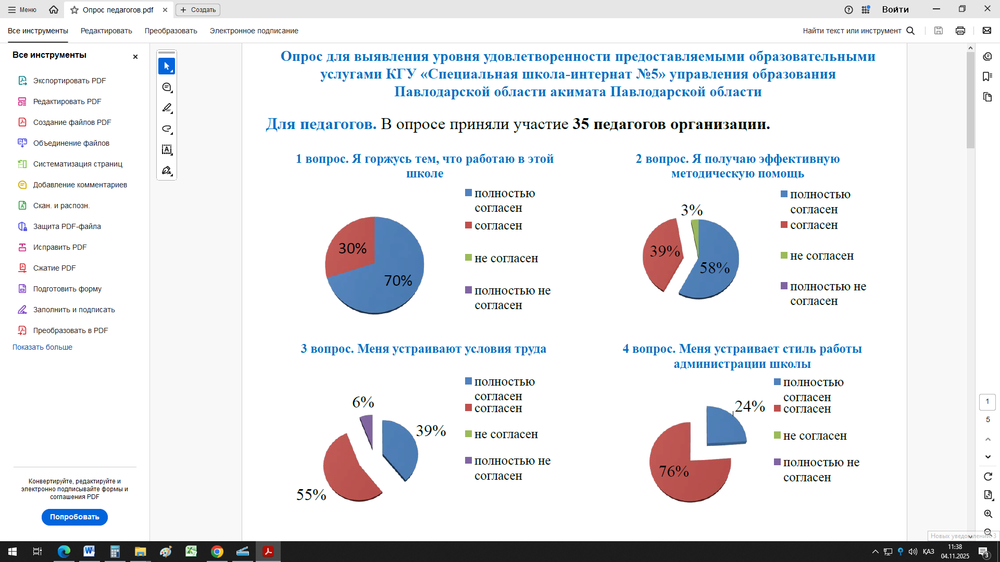 Меню
Опрос педагогов.pdf
Создать
Войти
Все инструменты
Редактировать
Преобразовать
Электронное подписание
Найти текст или инструмент
Все инструменты
Экспортировать PDF
Редактировать PDF
Создание файлов PDF
Объединение файлов
Систематизация страниц
Добавление комментариев
Скан. и распозн.
Защита PDF-файла
Исправить PDF
Сжатие PDF
Подготовить форму
Заполнить и подписать
Преобразовать в PDF
Показать больше
Конвертируйте, редактируйте и
электронно подписывайте формы и
соглашения PDF
Попробовать
Опрос для выявления уровня удовлетворенности предоставляемыми образовательными
услугами КГУ «Специальная школа-интернат №5» управления образования
Павлодарской области акимата Павлодарской области
Для педагогов. В опросе приняли участие 35 педагогов организации.
1 вопрос. Я горжусь тем, что работаю в этой
школе
30%
70%
полностью
согласен
согласен
не согласен
полностью не
согласен
2 вопрос. Я получаю эффективную
методическую помощь
3%
39%
58%
полностью
согласен
согласен
не согласен
полностью не
согласен
3 вопрос. Меня устраивают условия труда
6%
39%
55%
полностью
согласен
согласен
не согласен
полностью не
согласен
4 вопрос. Меня устраивает стиль работы
администрации школы
24%
76%
полностью
согласен
согласен
не согласен
полностью не
согласен
1
5
Новых уведомлений: 3
ҚАЗ
11:38
04.11.2025
3